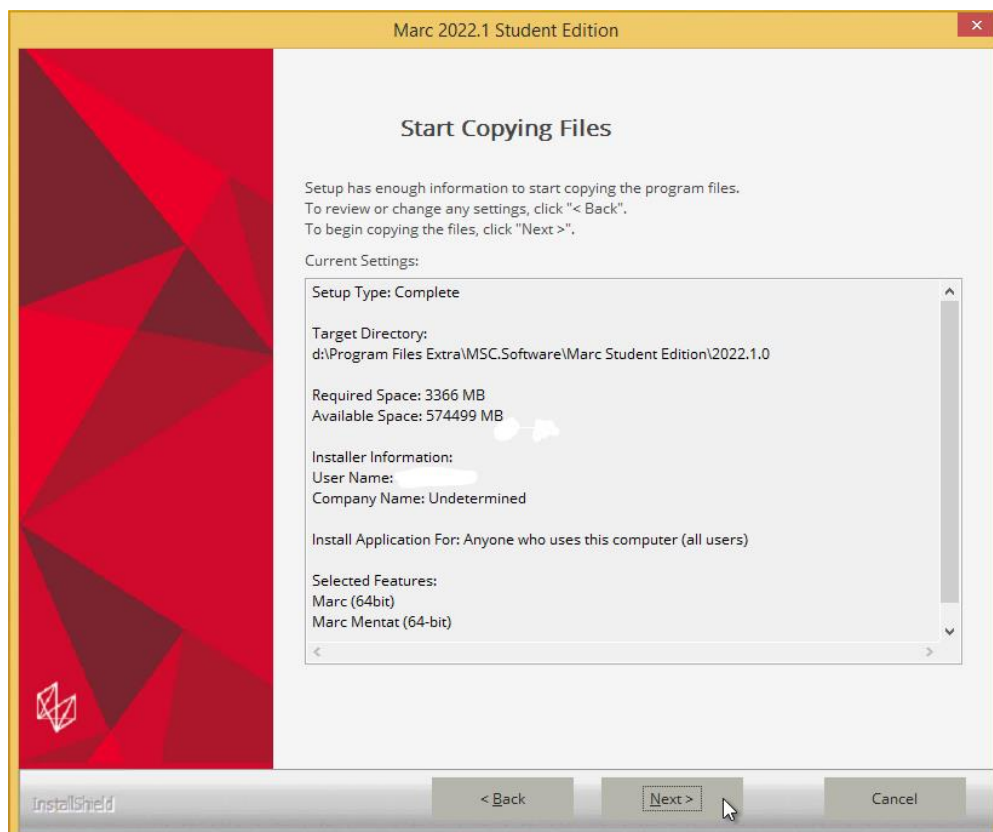 Marc 2022.1 Student Edition
Start Copying Files
Setup has enough information to start copying the program files.
To review or change any settings, click "< Back".
To begin copying the files, click "Next >".
Current Settings:
Setup Type: Complete
Target Directory:
d:\Program Files Extra\MSC.Software\Marc Student Edition\2022.1.0
Required Space: 3366 MB
Available Space: 574499 MB
Installer Information:
User Name:
Company Name: Undetermined
Install Application For: Anyone who uses this computer (all users)
Selected Features:
Marc (64bit)
Marc Mentat (64-bit)
InstallShield
< Back
Next >
Cancel